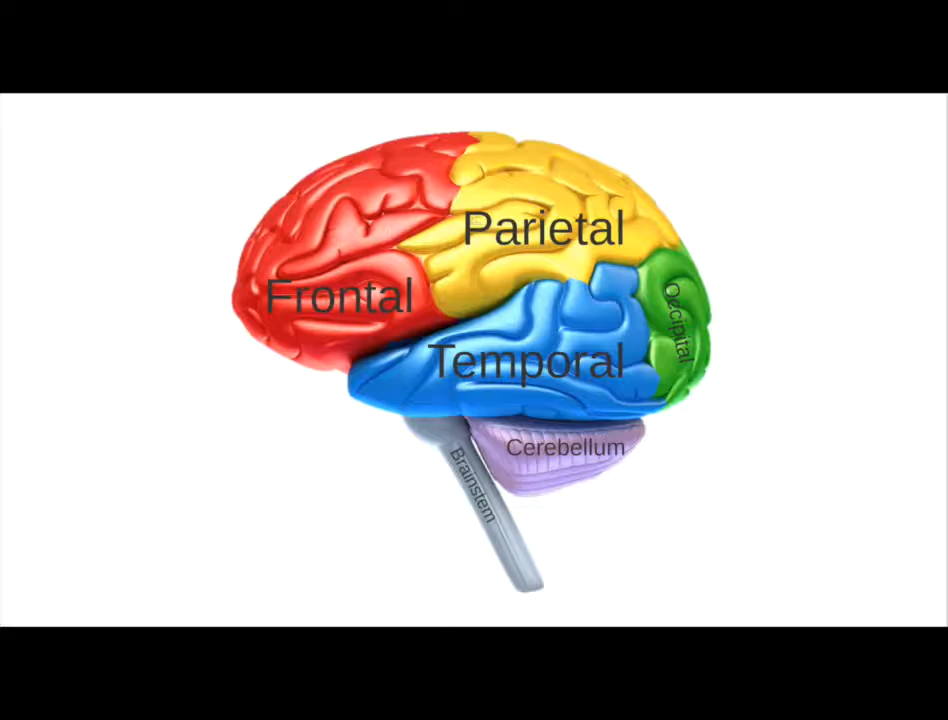 Parietal
Frontal
Occipital
Temporal
Cerebellum
Brainstem